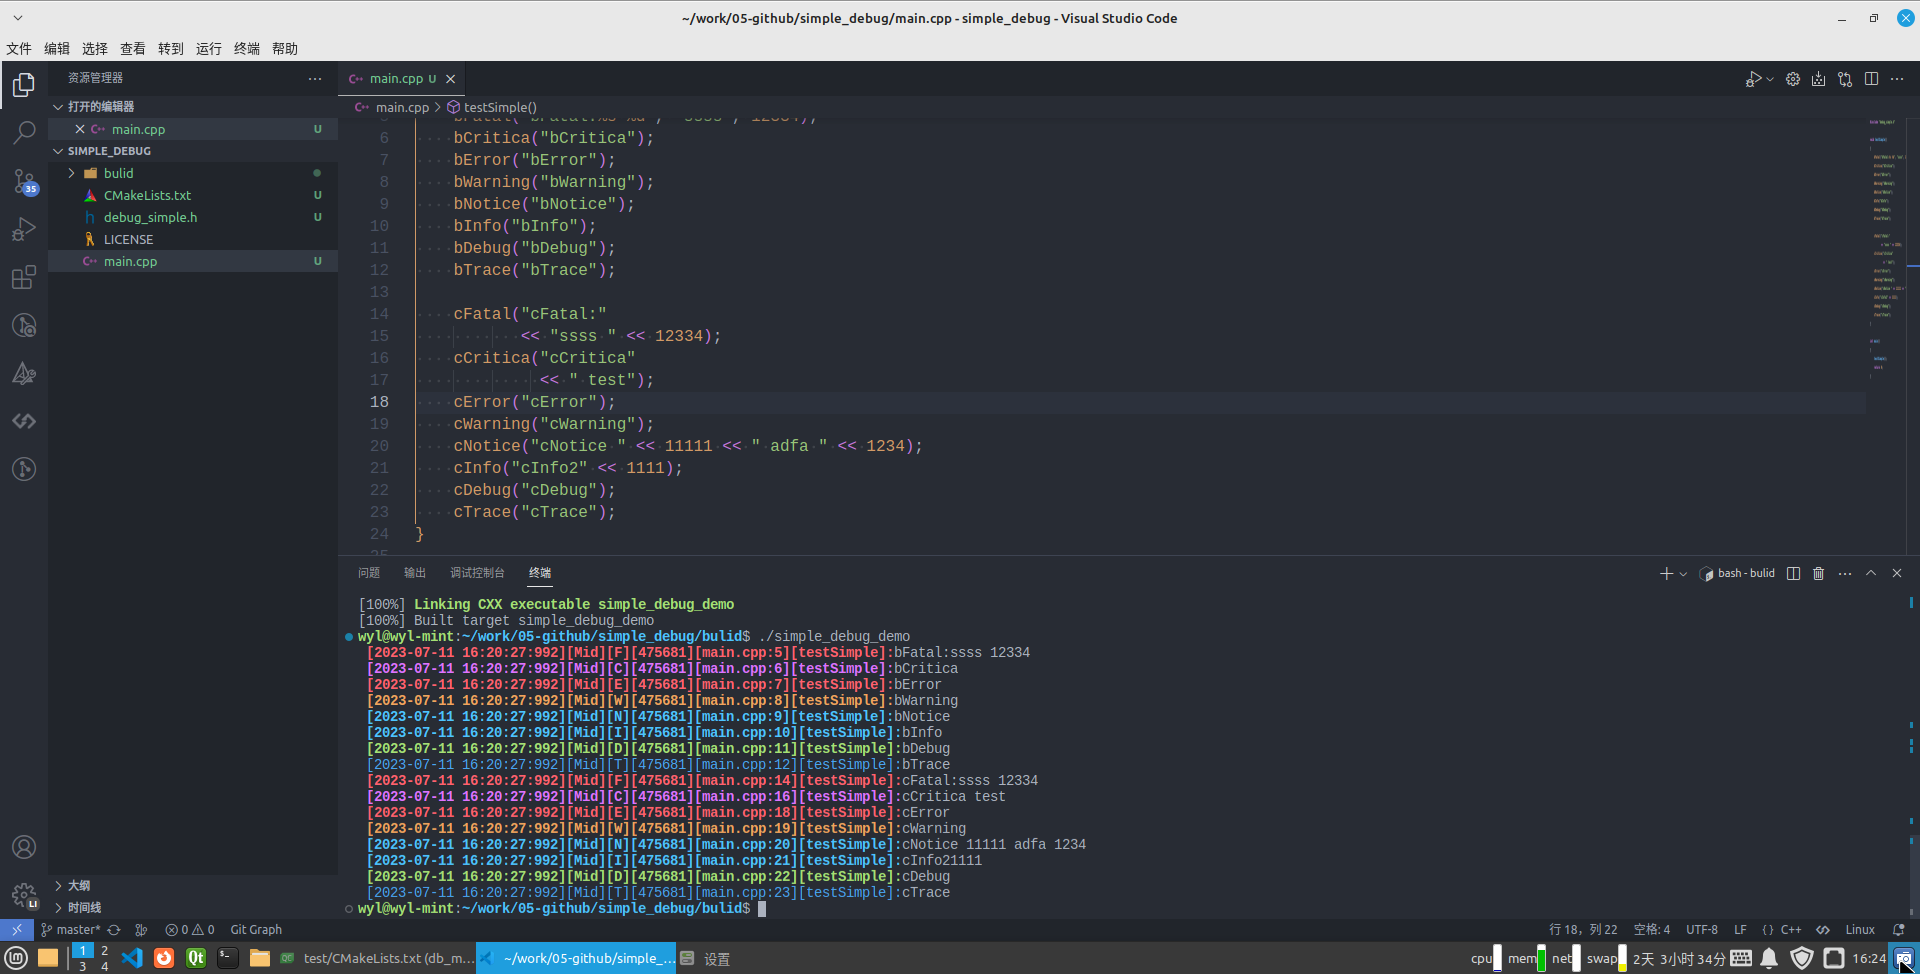 ~/work/05-github/simple_debug/main.cpp - simple_debug - Visual Studio Code
文件 编辑 选择 查看 转到 运行 终端 帮助
资源管理器
打开的编辑器
main.cpp U
SIMPLE_DEBUG
bulid
CMakeLists.txt U
debug_simple.h U
LICENSE
main.cpp U
大纲
时间线
35
LI
main.cpp U
main.cpp > testSimple()
6 bCritica("bCritica");
7 bError("bError");
8 bWarning("bWarning");
9 bNotice("bNotice");
10 bInfo("bInfo");
11 bDebug("bDebug");
12 bTrace("bTrace");
13
14 cFatal("cFatal:"
15 << "ssss " << 12334);
16 cCritica("cCritica"
17 << " test");
18 cError("cError");
19 cWarning("cWarning");
20 cNotice("cNotice " << 11111 << " adfa " << 1234);
21 cInfo("cInfo2" << 1111);
22 cDebug("cDebug");
23 cTrace("cTrace");
24 }
问题 输出 调试控制台 终端
bash - bulid
[100%] Linking CXX executable simple_debug_demo
[100%] Built target simple_debug_demo
wyl@wyl-mint:~/work/05-github/simple_debug/bulid$ ./simple_debug_demo
[2023-07-11 16:20:27:992][Mid][F][475681][main.cpp:5][testSimple]:bFatal:ssss 12334
[2023-07-11 16:20:27:992][Mid][C][475681][main.cpp:6][testSimple]:bCritica
[2023-07-11 16:20:27:992][Mid][E][475681][main.cpp:7][testSimple]:bError
[2023-07-11 16:20:27:992][Mid][W][475681][main.cpp:8][testSimple]:bWarning
[2023-07-11 16:20:27:992][Mid][N][475681][main.cpp:9][testSimple]:bNotice
[2023-07-11 16:20:27:992][Mid][I][475681][main.cpp:10][testSimple]:bInfo
[2023-07-11 16:20:27:992][Mid][D][475681][main.cpp:11][testSimple]:bDebug
[2023-07-11 16:20:27:992][Mid][T][475681][main.cpp:12][testSimple]:bTrace
[2023-07-11 16:20:27:992][Mid][F][475681][main.cpp:14][testSimple]:cFatal:ssss 12334
[2023-07-11 16:20:27:992][Mid][C][475681][main.cpp:16][testSimple]:cCritica test
[2023-07-11 16:20:27:992][Mid][E][475681][main.cpp:18][testSimple]:cError
[2023-07-11 16:20:27:992][Mid][W][475681][main.cpp:19][testSimple]:cWarning
[2023-07-11 16:20:27:992][Mid][N][475681][main.cpp:20][testSimple]:cNotice 11111 adfa 1234
[2023-07-11 16:20:27:992][Mid][I][475681][main.cpp:21][testSimple]:cInfo21111
[2023-07-11 16:20:27:992][Mid][D][475681][main.cpp:22][testSimple]:cDebug
[2023-07-11 16:20:27:992][Mid][T][475681][main.cpp:23][testSimple]:cTrace
wyl@wyl-mint:~/work/05-github/simple_debug/bulid$
master* 0 0 Git Graph 行 18, 列 22 空格: 4 UTF-8 LF {} C++ Linux
1 2 3 4 test/CMakeLists.txt (db_m... ~/work/05-github/simple_... 设置 cpu mem net swap 2天 3小时 34分 16:24